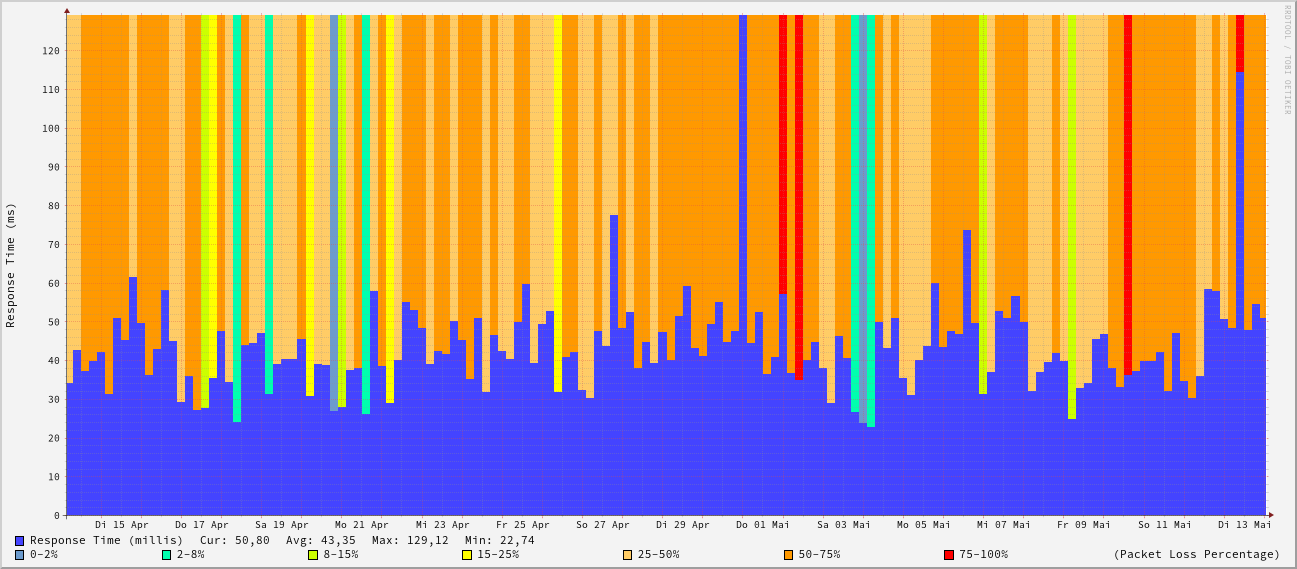 RRDTOOL / TOBI OETIKER
Response Time (ms)
120
110
100
90
80
70
60
50
40
30
20
10
0
Di 15 Apr Do 17 Apr Sa 19 Apr Mo 21 Apr Mi 23 Apr Fr 25 Apr So 27 Apr Di 29 Apr Do 01 Mai Sa 03 Mai Mo 05 Mai Mi 07 Mai Fr 09 Mai So 11 Mai Di 13 Mai
Response Time (millis) Cur: 50,80 Avg: 43,35 Max: 129,12 Min: 22,74
0-2% 2-8% 8-15% 15-25% 25-50% 50-75% 75-100% (Packet Loss Percentage)